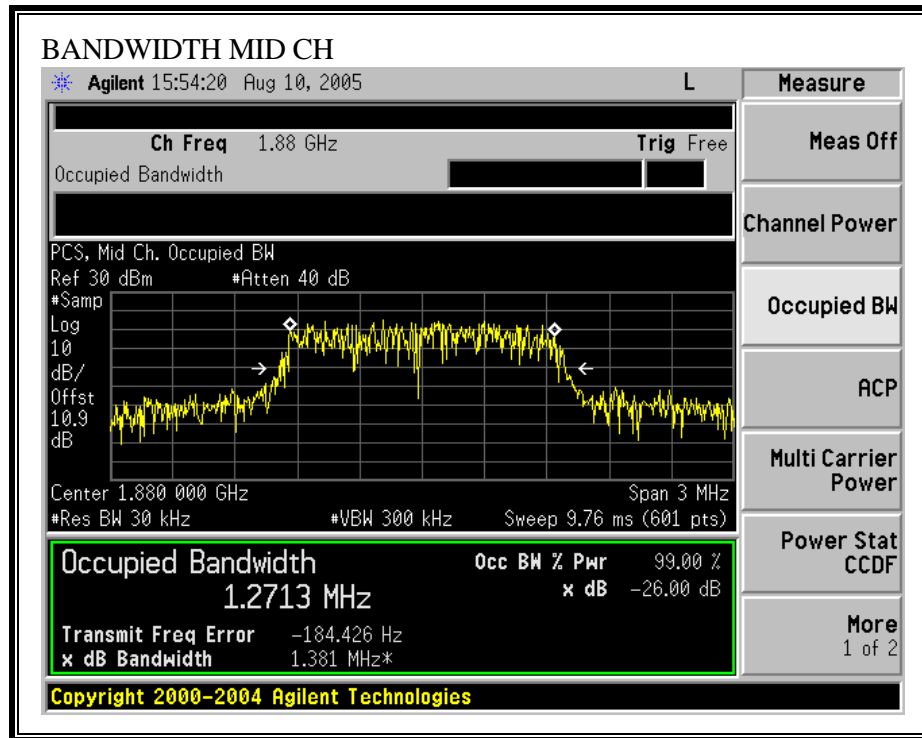 BANDWIDTH MID CH
Agilent 15:54:20 Aug 10, 2005 L
Measure
Ch Freq 1.88 GHz Trig Free
Meas Off
Occupied Bandwidth
Channel Power
PCS, Mid Ch. Occupied BW
Ref 30 dBm #Atten 40 dB
#Samp
Log
10
dB/
Offst
10.9
dB
Occupied BW
ACP
Multi Carrier
Power
Center 1.880 000 GHz Span 3 MHz
#Res BW 30 kHz #VBW 300 kHz Sweep 9.76 ms (601 pts)
Power Stat
CCDF
Occupied Bandwidth Occ BW % Pwr 99.00 %
1.2713 MHz x dB -26.00 dB
Transmit Freq Error -184.426 Hz
x dB Bandwidth 1.381 MHz*
More
1 of 2
Copyright 2000-2004 Agilent Technologies